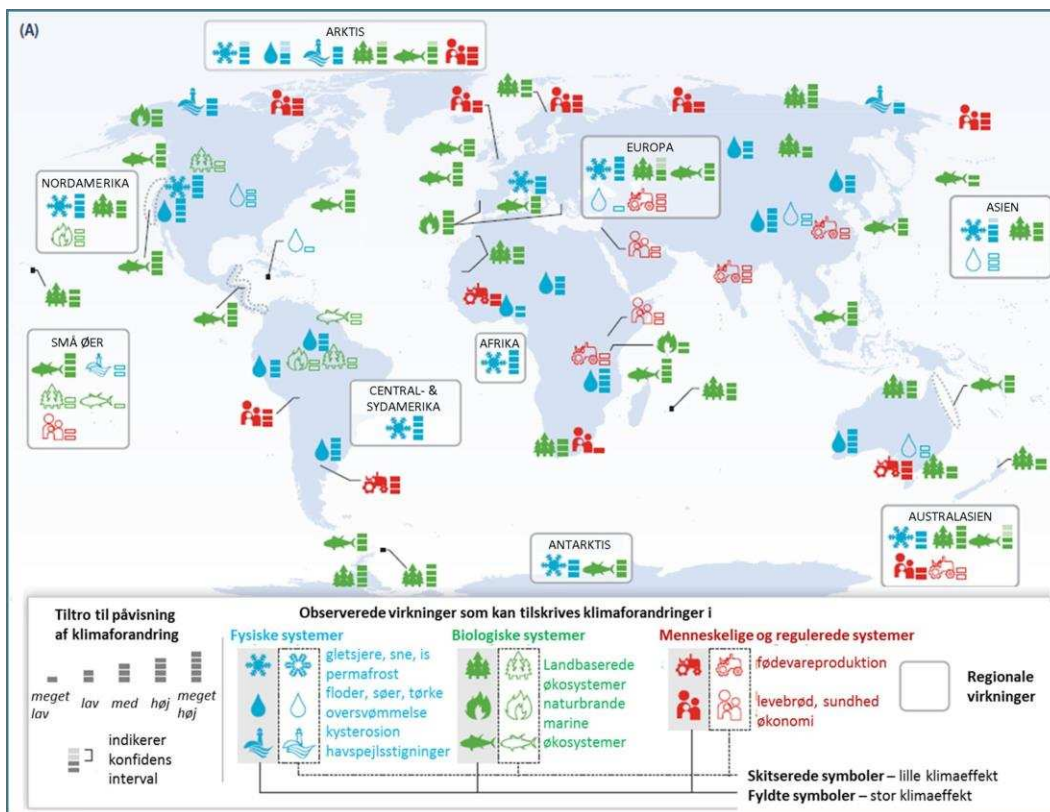 (A)
ARKTIS
NORDAMERIKA
EUROPA
ASIEN
SMÅ ØER
AFRIKA
CENTRAL- &
SYDAMERIKA
AUSTRALASIEN
ANTARKTIS
Tiltro til påvisning
af klimaforandring
meget
lav
lav
med
høj
meget
høj
indikerer
konfidens
interval
Observerede virkninger som kan tilskrives klimaforandringer i
Fysiske systemer
gletsjere, sne, is
permafrost
floder, søer, tørke
oversvømmelse
kysterosion
havspejlsstigninger
Biologiske systemer
Landbaserede
økosystemer
naturbrande
marine
økosystemer
Menneskelige og regulerede systemer
fødevareproduktion
levebrød, sundhed
økonomi
Regionale
virkninger
Skitserede symboler – lille klimaeffekt
Fyldte symboler – stor klimaeffekt